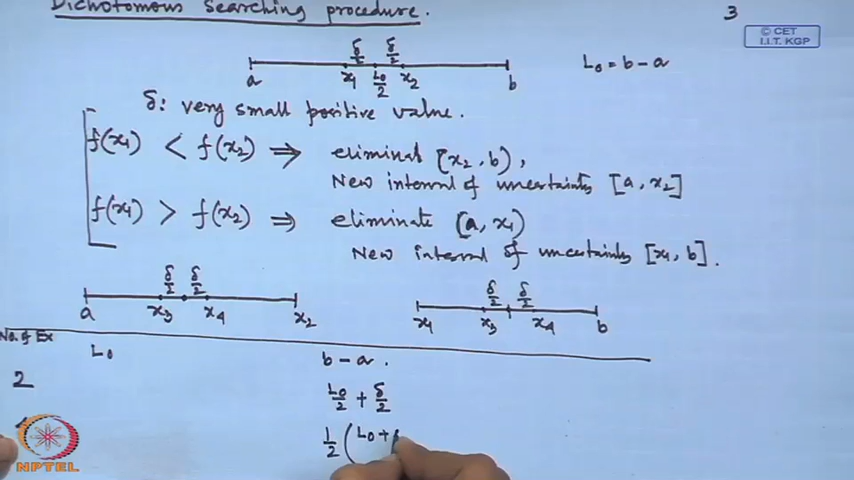 Dichotomous Searching procedure.
3
© CET
I.I.T. KGP
δ/2 δ/2
a x1 L0/2 x2 b
L0 = b - a
δ: very small positive value.
f(x1) < f(x2) ⇒ eliminat [x2, b),
New interval of uncertainty [a, x2]
f(x1) > f(x2) ⇒ eliminate (a, x1)
New interval of uncertainty [x1, b].
δ/2 δ/2
a x3 x4 x2
δ/2 δ/2
x1 x3 x4 b
No. of Ex
L0 b - a.
2 L0/2 + δ/2
1/2 (L0 +
NPTEL